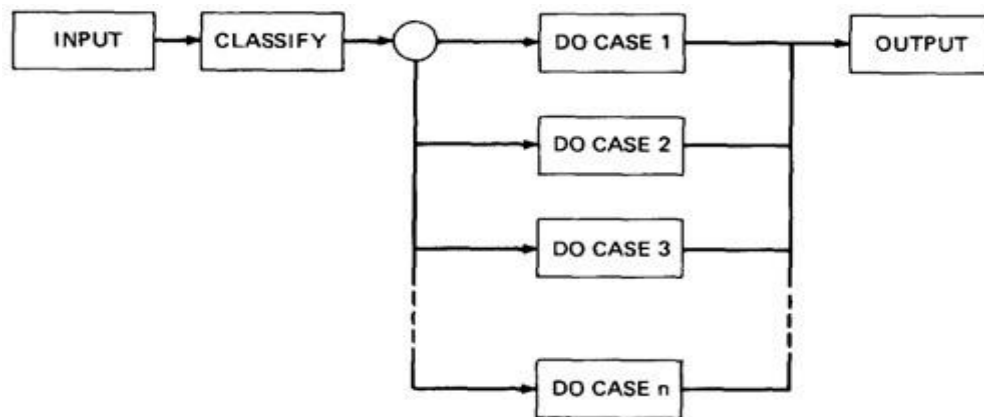 INPUT
CLASSIFY
DO CASE 1
OUTPUT
DO CASE 2
DO CASE 3
DO CASE n